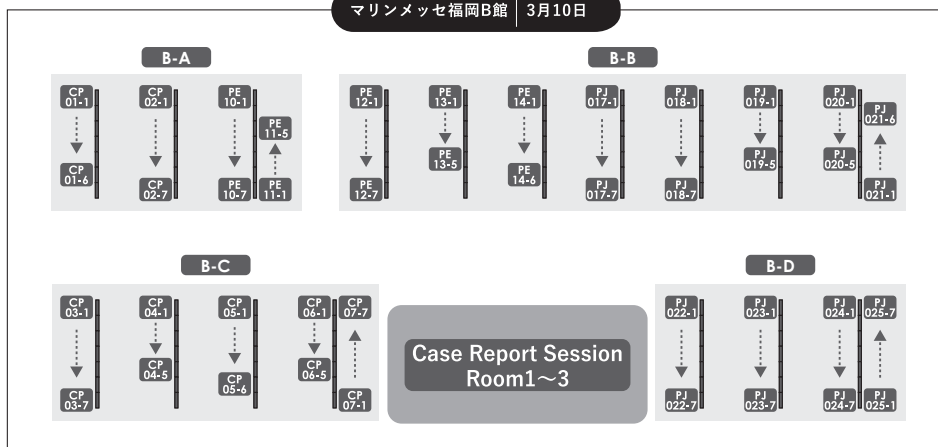 マリンメッセ福岡B館 3月10日
B-A
CP
01-1
CP
01-6
CP
02-1
CP
02-7
PE
10-1
PE
10-7
PE
11-5
PE
11-1
B-B
PE
12-1
PE
12-7
PE
13-1
PE
13-5
PE
14-1
PE
14-6
PJ
017-1
PJ
017-7
PJ
018-1
PJ
018-7
PJ
019-1
PJ
019-5
PJ
020-1
PJ
020-5
PJ
021-6
PJ
021-1
B-C
CP
03-1
CP
03-7
CP
04-1
CP
04-5
CP
05-1
CP
05-6
CP
06-1
CP
06-5
CP
07-7
CP
07-1
Case Report Session
Room1～3
B-D
PJ
022-1
PJ
022-7
PJ
023-1
PJ
023-7
PJ
024-1
PJ
024-7
PJ
025-7
PJ
025-1